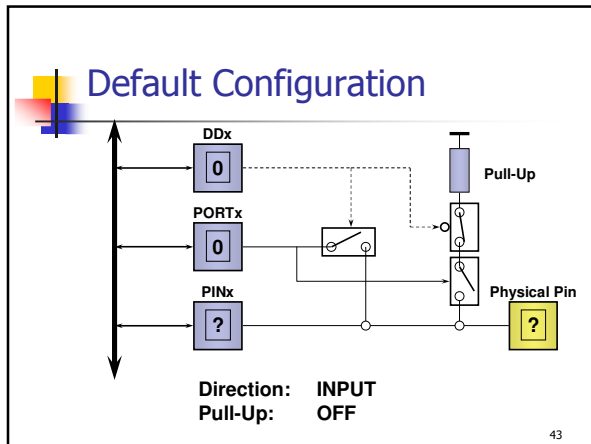 Default Configuration
DDx
0
Pull-Up
PORTx
0
PINx
?
Physical Pin
?
Direction: INPUT
Pull-Up: OFF
43